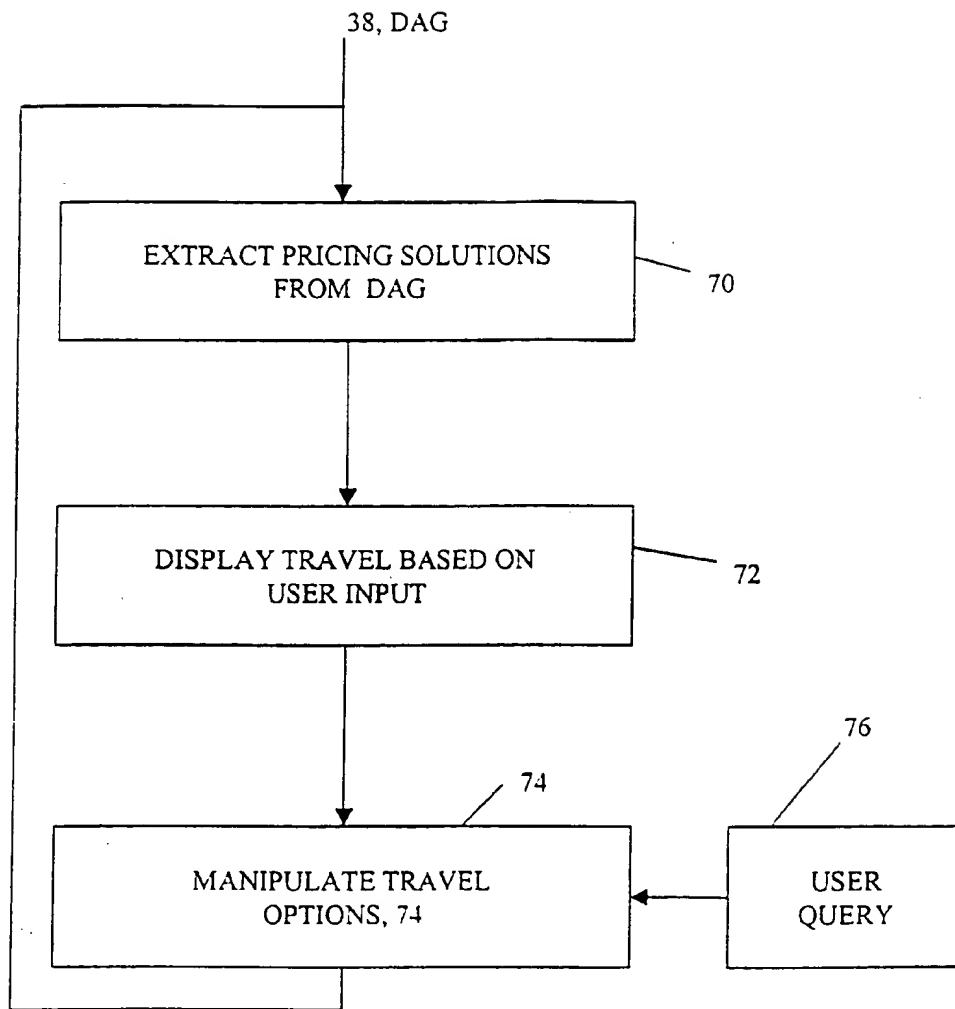 38, DAG
EXTRACT PRICING SOLUTIONS
FROM DAG
70
DISPLAY TRAVEL BASED ON
USER INPUT
72
76
74
MANIPULATE TRAVEL
OPTIONS, 74
USER
QUERY